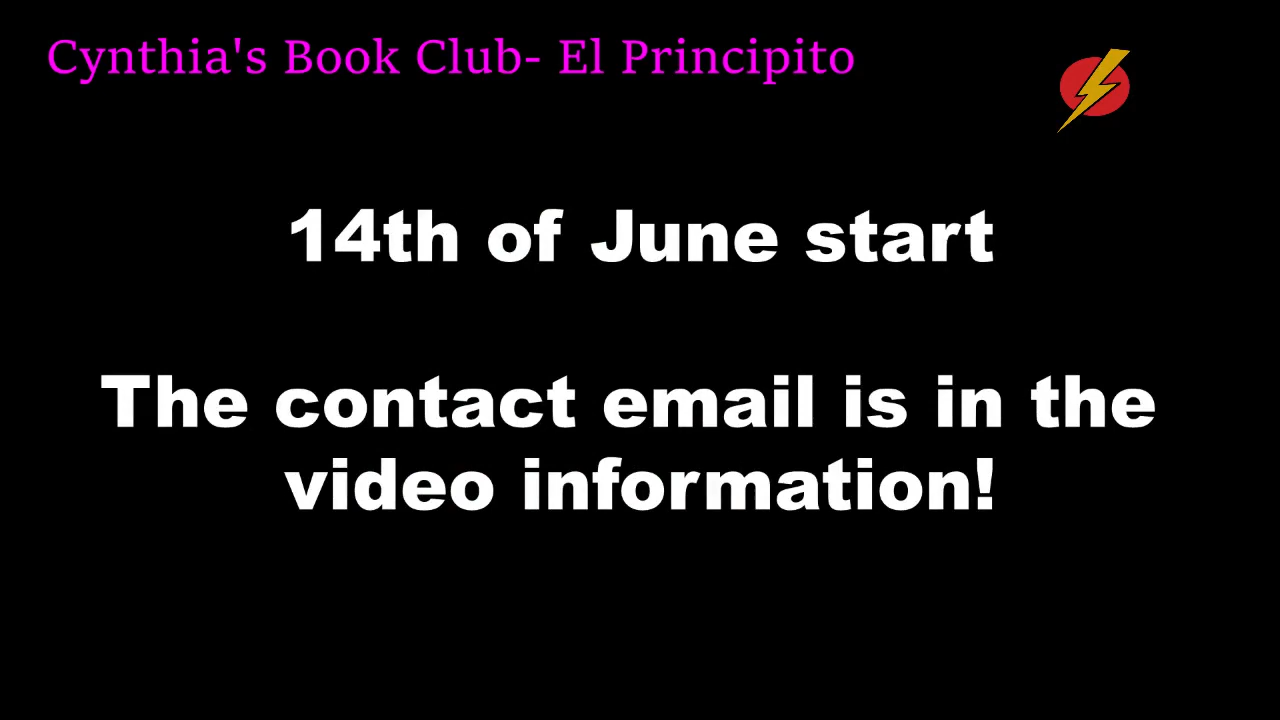 Cynthia's Book Club- El Principito
14th of June start
The contact email is in the
video information!